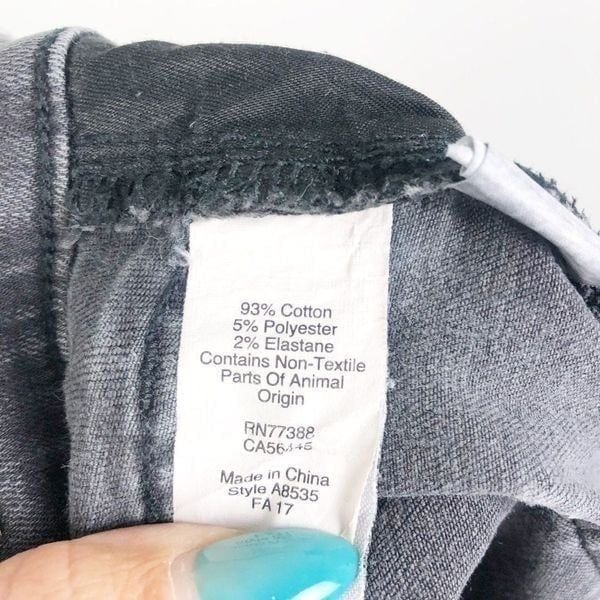 93% Cotton
5% Polyester
2% Elastane
Contains Non-Textile
Parts Of Animal
Origin
RN77388
Made in China
Style A8535
FA 17